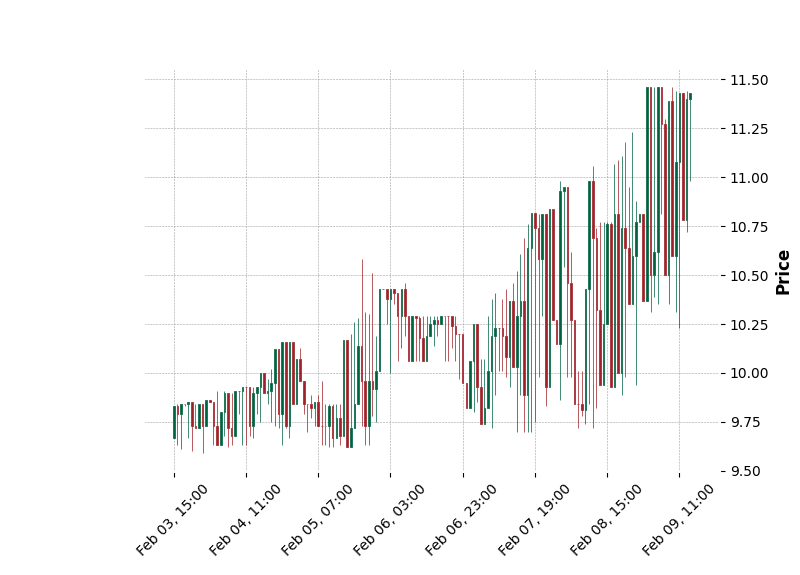 11.50
11.25
11.00
10.75
10.50
10.25
10.00
9.75
9.50
Price
Feb 03, 15:00
Feb 04, 11:00
Feb 05, 07:00
Feb 06, 03:00
Feb 06, 23:00
Feb 07, 19:00
Feb 08, 15:00
Feb 09, 11:00